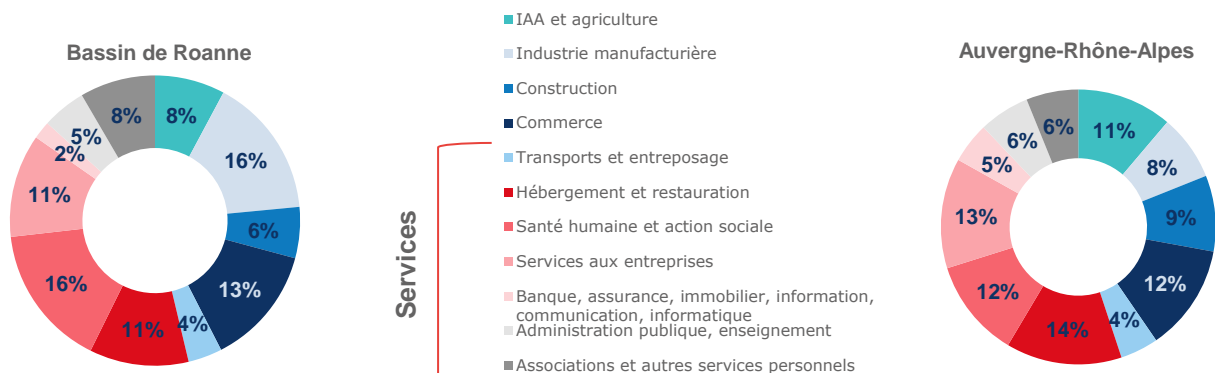 Bassin de Roanne
8%
16%
6%
13%
4%
11%
16%
11%
2%
5%
8%
Services
IAA et agriculture
Industrie manufacturière
Construction
Commerce
Transports et entreposage
Hébergement et restauration
Santé humaine et action sociale
Services aux entreprises
Banque, assurance, immobilier, information,
communication, informatique
Administration publique, enseignement
Associations et autres services personnels
Auvergne-Rhône-Alpes
11%
8%
9%
12%
4%
14%
12%
13%
5%
6%
6%